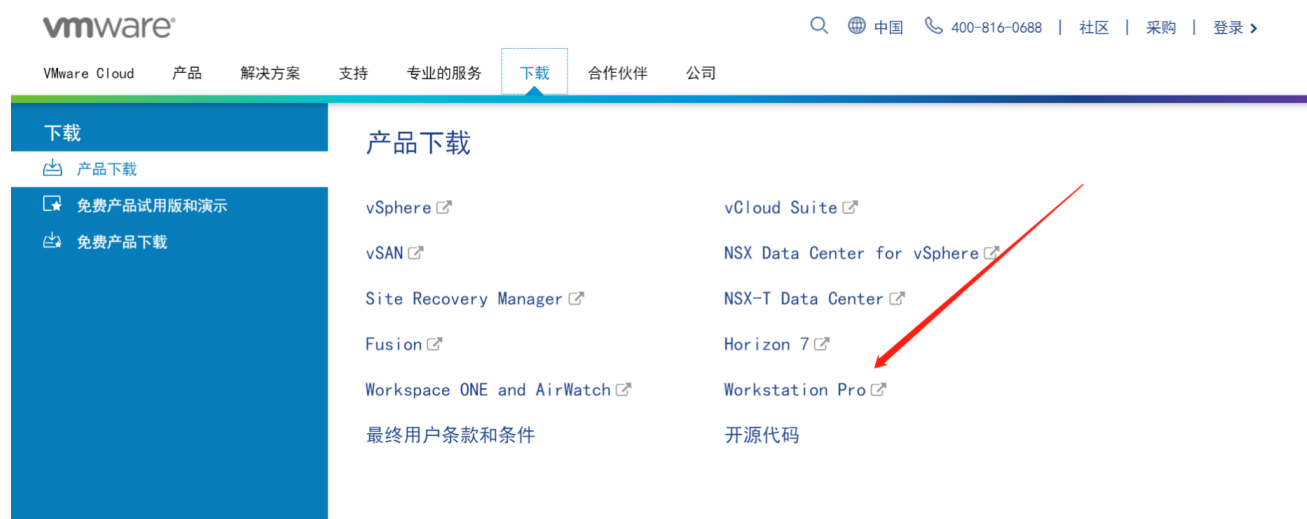 vmware®
中国 400-816-0688 | 社区 | 采购 | 登录
VMware Cloud 产品 解决方案 支持 专业的服务 下载 合作伙伴 公司
下载
产品下载
免费产品试用版和演示
免费产品下载
产品下载
vSphere vCloud Suite
vSAN NSX Data Center for vSphere
Site Recovery Manager NSX-T Data Center
Fusion Horizon 7
Workspace ONE and AirWatch Workstation Pro
最终用户条款和条件 开源代码